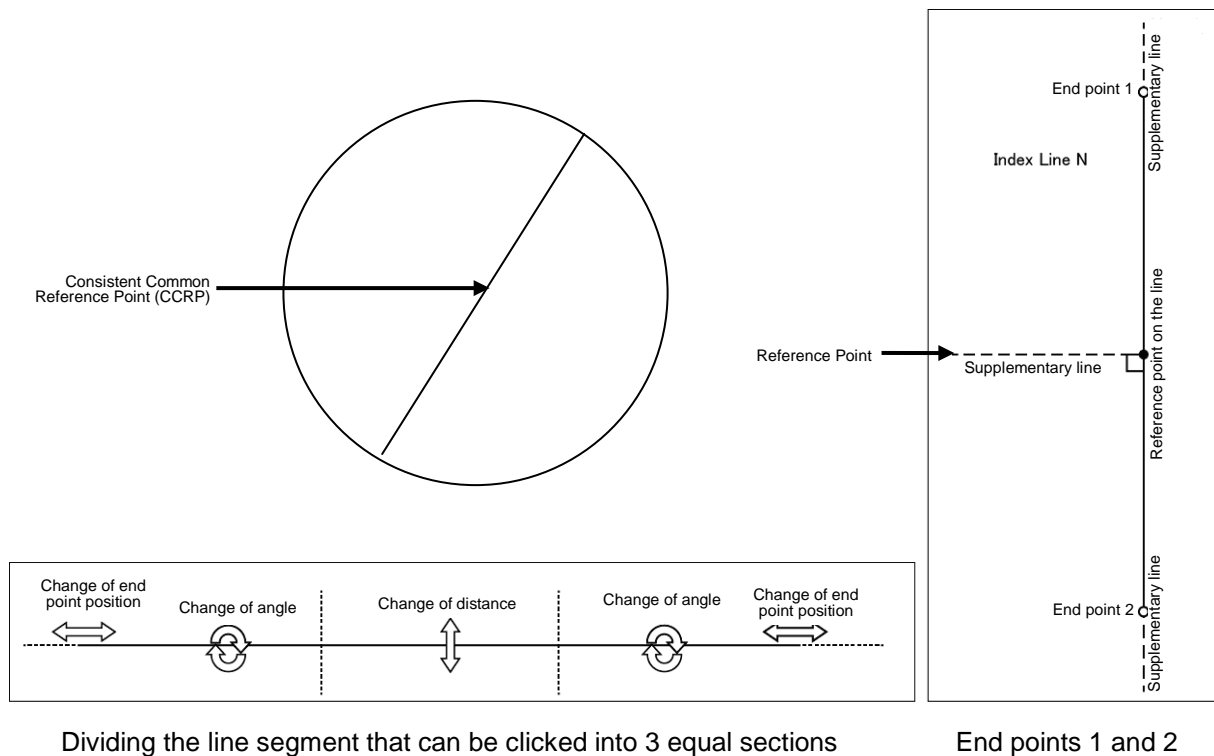 Consistent Common
Reference Point (CCRP)
Supplementary line
End point 1
Index Line N
Reference point on the line
Reference Point
Supplementary line
End point 2
Supplementary line
Change of end
point position
Change of angle
Change of distance
Change of angle
Change of end
point position
Dividing the line segment that can be clicked into 3 equal sections
End points 1 and 2